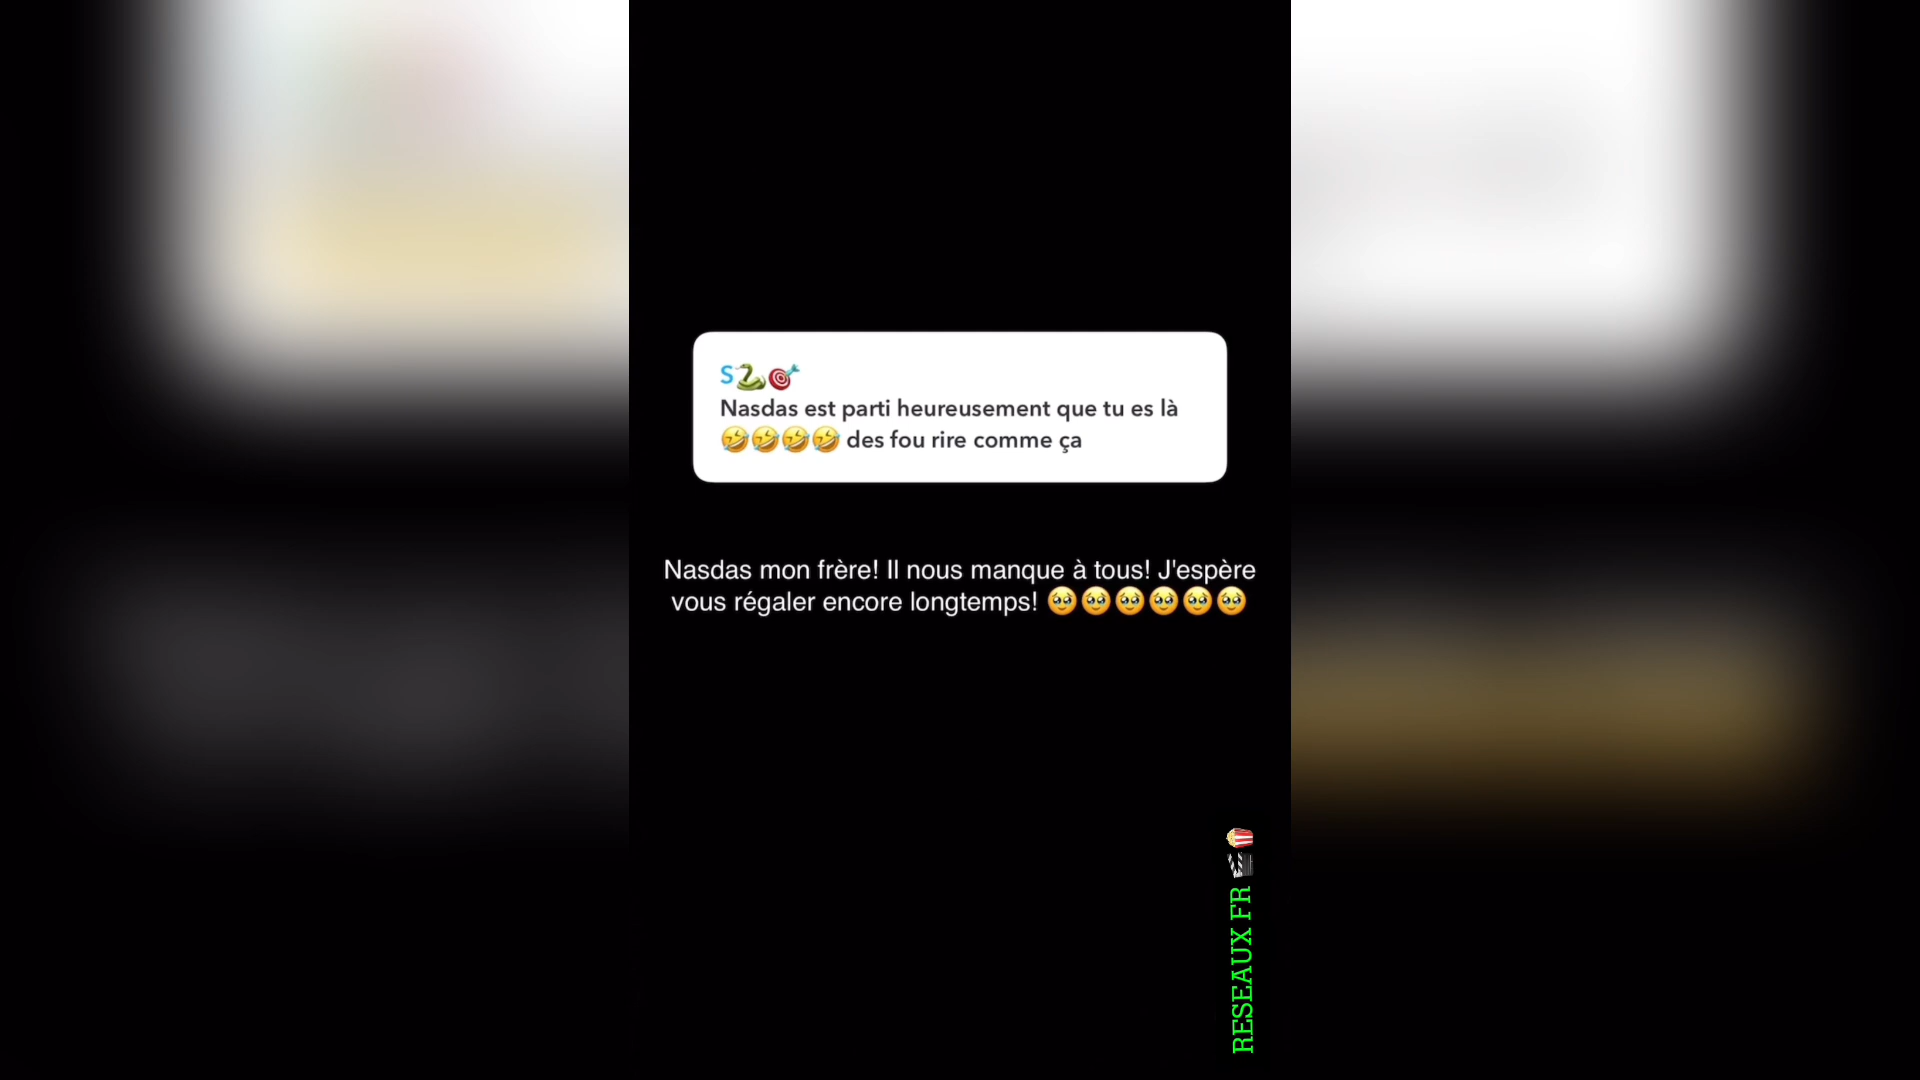 S🐍🎯
Nasdas est parti heureusement que tu es là
🤣🤣🤣🤣 des fou rire comme ça
Nasdas mon frère! Il nous manque à tous! J'espère
vous régaler encore longtemps! 🥹🥹🥹🥹🥹🥹
RESEAUX FR 🎬🍿